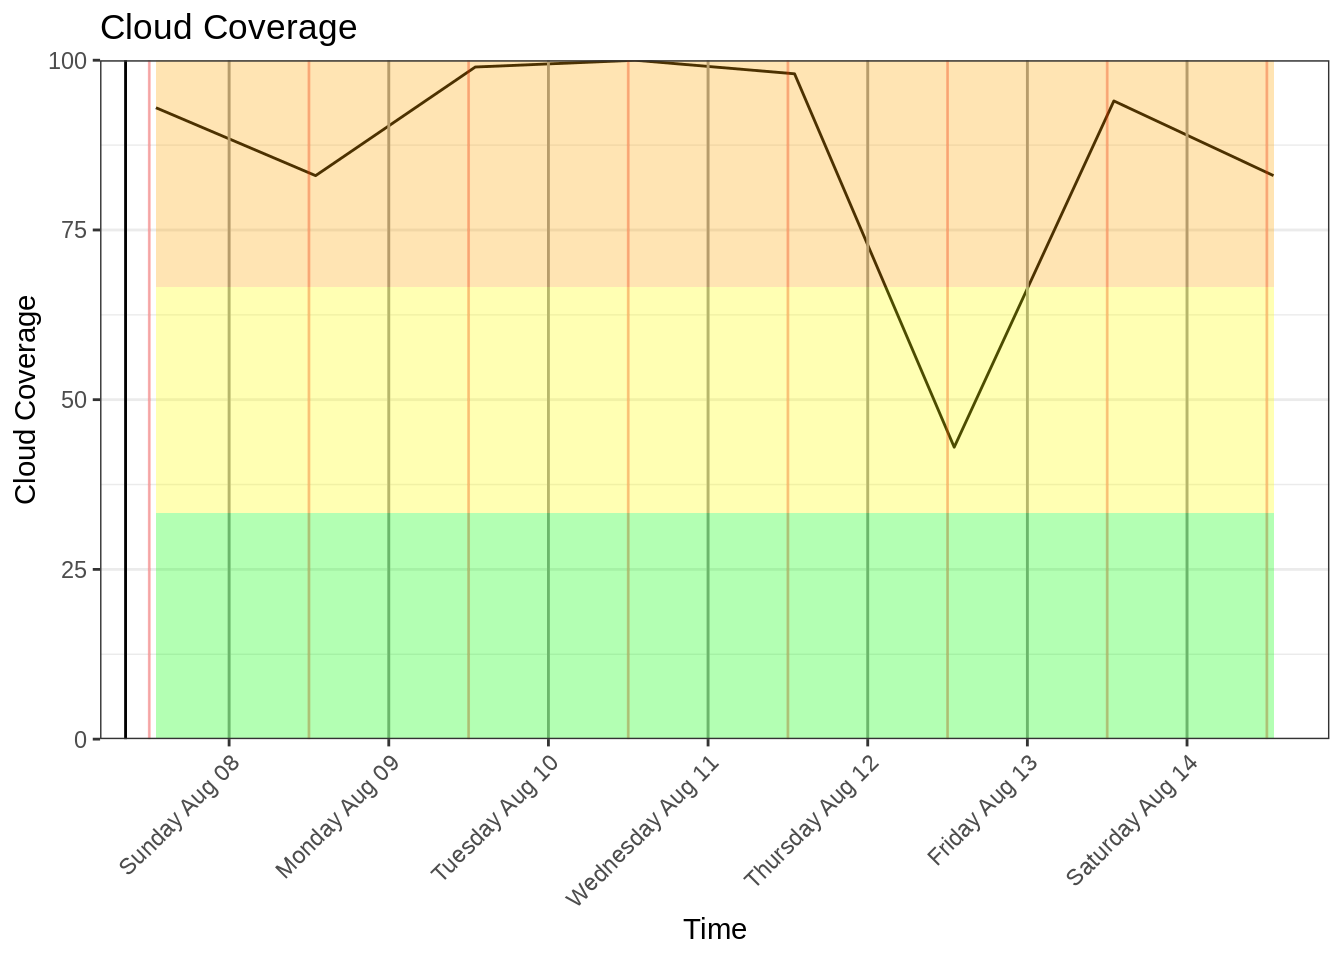 Cloud Coverage
Cloud Coverage
100
75
50
25
0
Sunday Aug 08
Monday Aug 09
Tuesday Aug 10
Wednesday Aug 11
Thursday Aug 12
Friday Aug 13
Saturday Aug 14
Time